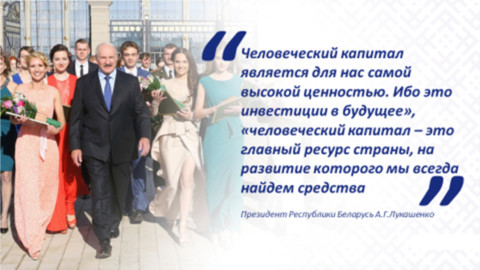 Человеческий капитал
является для нас самой
высокой ценностью. Ибо это
инвестиции в будущее»,
«человеческий капитал – это
главный ресурс страны, на
развитие которого мы всегда
найдем средства
Президент Республики Беларусь А.Г.Лукашенко